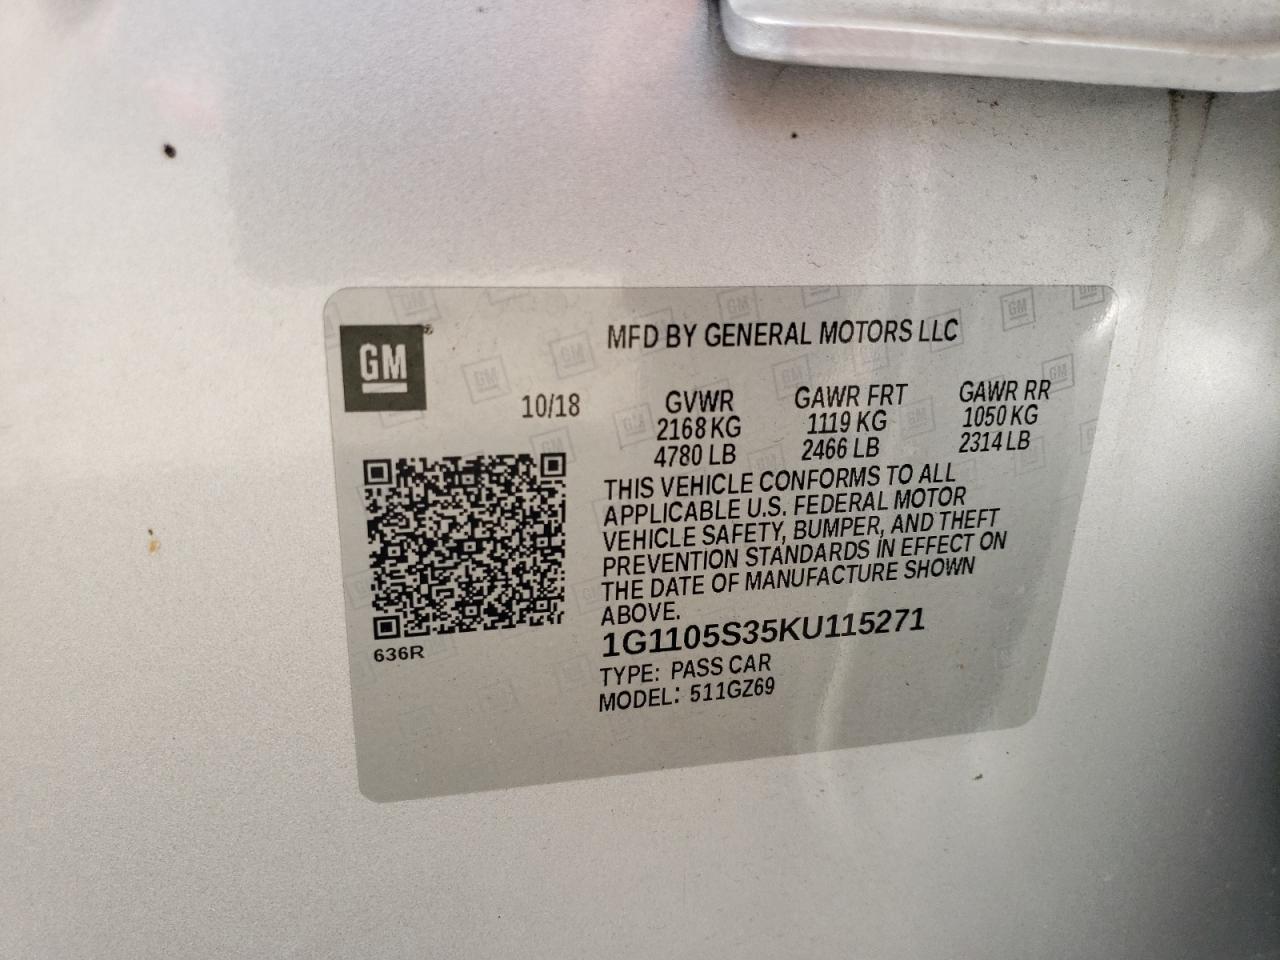 GM®
MFD BY GENERAL MOTORS LLC
10/18
GVWR GAWR FRT GAWR RR
2168 KG 1119 KG 1050 KG
4780 LB 2466 LB 2314 LB
THIS VEHICLE CONFORMS TO ALL
APPLICABLE U.S. FEDERAL MOTOR
VEHICLE SAFETY, BUMPER, AND THEFT
PREVENTION STANDARDS IN EFFECT ON
THE DATE OF MANUFACTURE SHOWN
ABOVE.
1G1105S35KU115271
636R
TYPE: PASS CAR
MODEL: 511GZ69